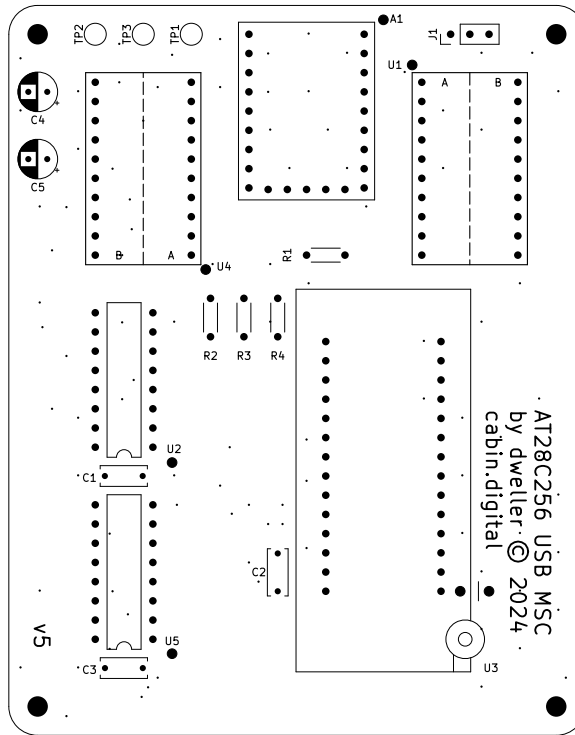 TP2
TP3
TP1
A1
J1
U1
A
B
C4
+
C5
+
B
A
U4
R1
R2
R3
R4
U2
C1
AT28C256 USB MSC
by dweller © 2024
cabin.digital
C2
v5
U5
C3
U3